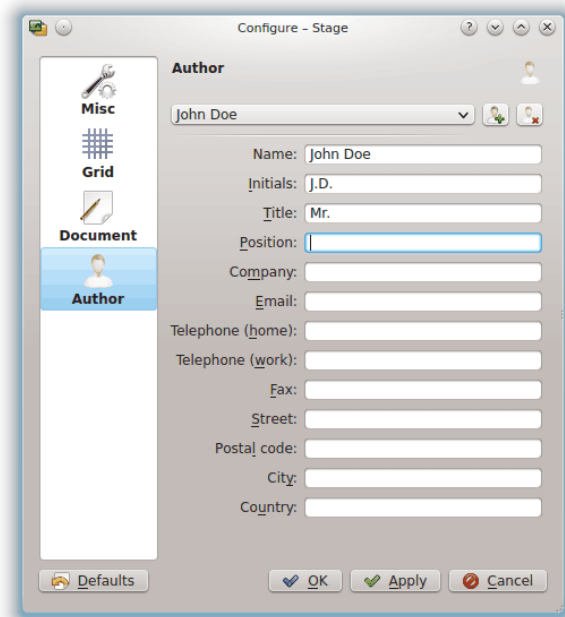 Configure – Stage
Misc
Grid
Document
Author
Author
John Doe
Name: John Doe
Initials: J.D.
Title: Mr.
Position:
Company:
Email:
Telephone (home):
Telephone (work):
Fax:
Street:
Postal code:
City:
Country:
Defaults
OK
Apply
Cancel